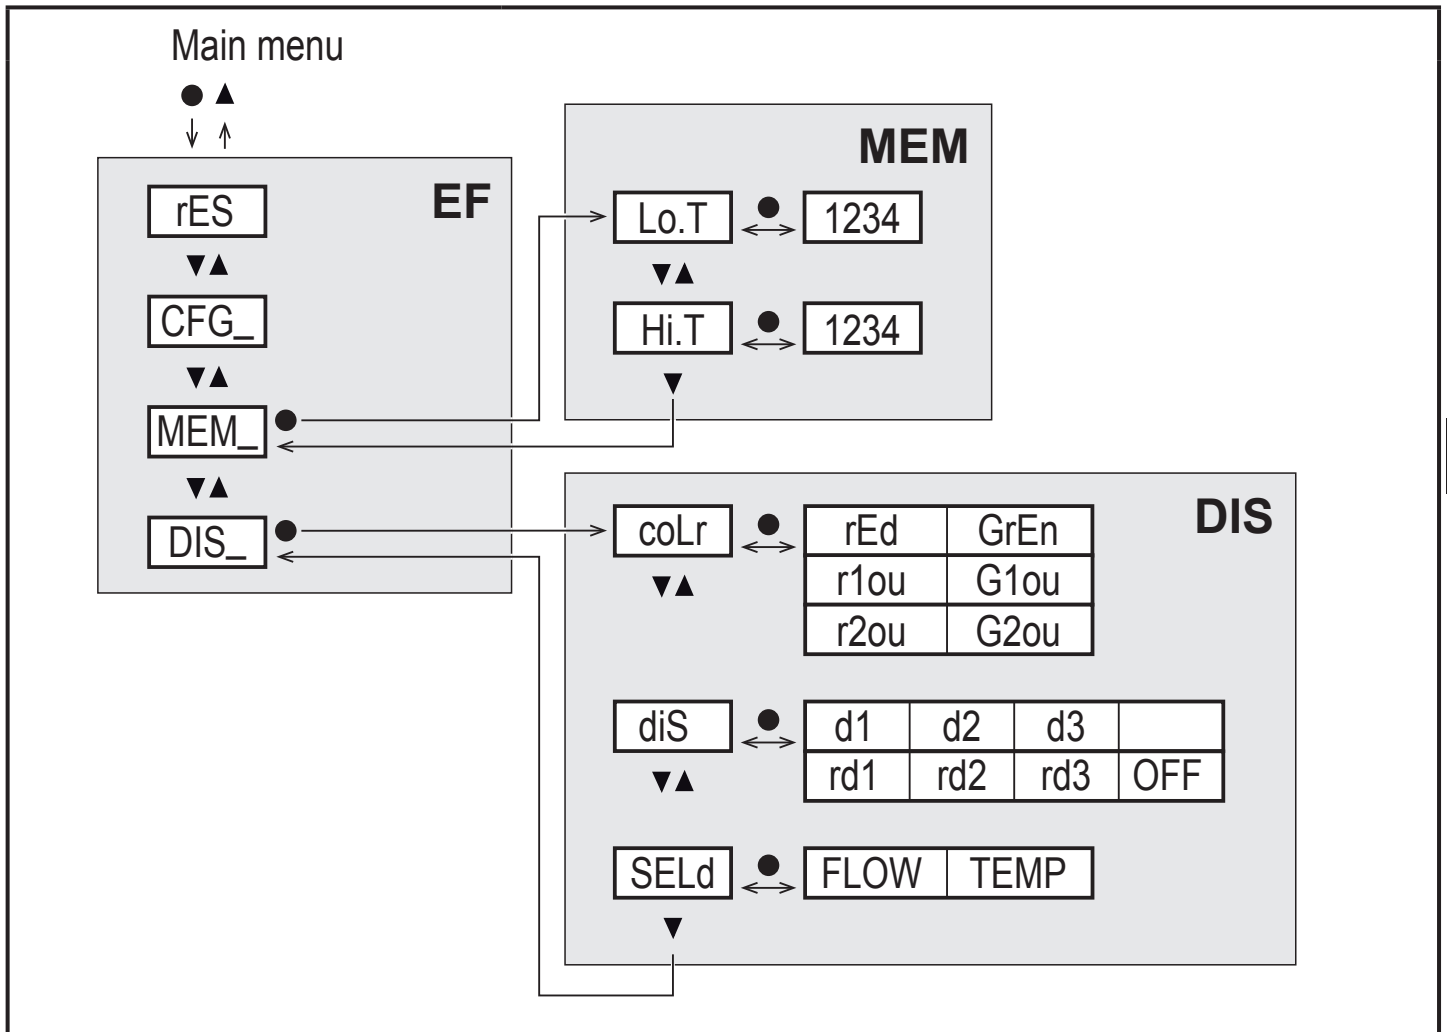 Main menu
EF
rES
CFG_
MEM_
DIS_
MEM
Lo.T 1234
Hi.T 1234
DIS
coLr rEd GrEn
r1ou G1ou
r2ou G2ou
diS d1 d2 d3
rd1 rd2 rd3 OFF
SELd FLOW TEMP